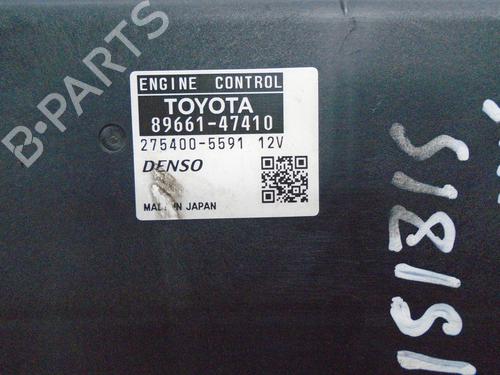 B-PARTS
ENGINE CONTROL
TOYOTA
89661-47410
275400-5591 12V
DENSO
MADE IN JAPAN